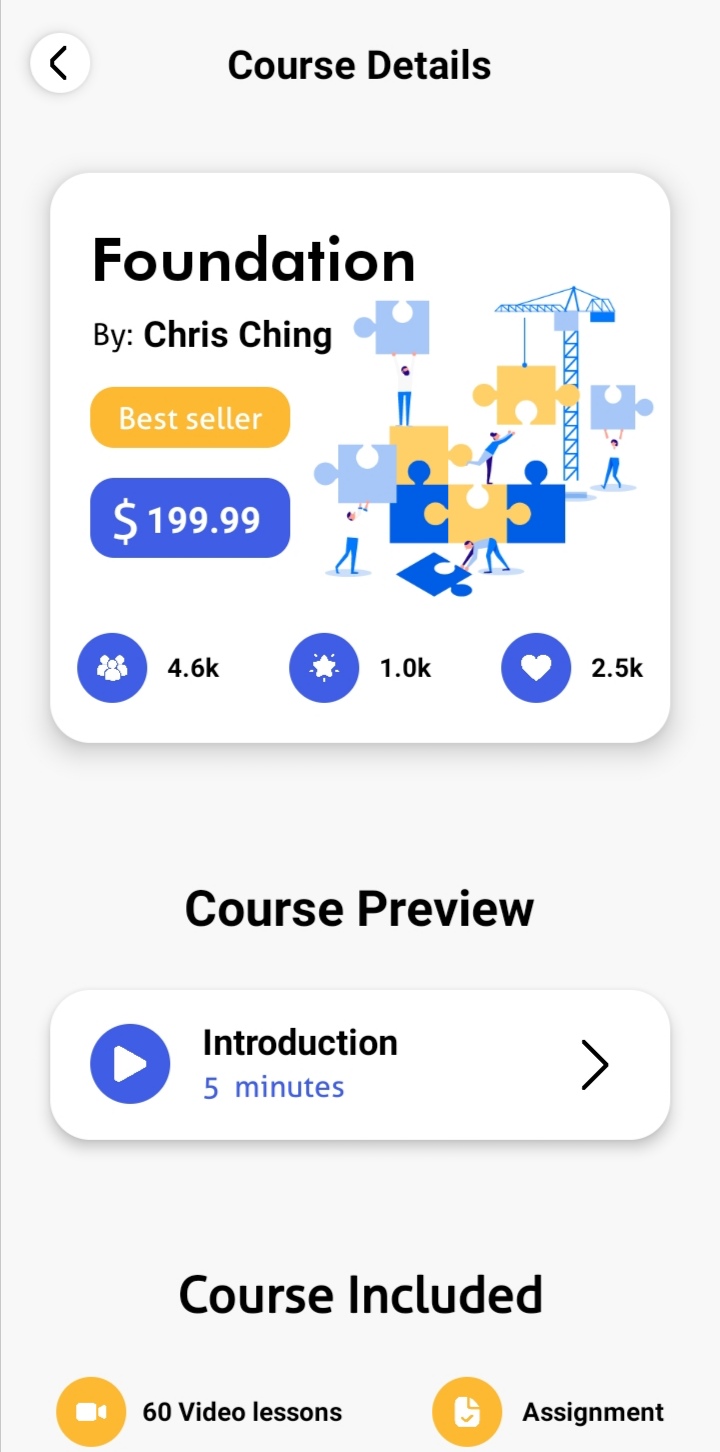 Course Details
Foundation
By: Chris Ching
Best seller
$ 199.99
4.6k 1.0k 2.5k
Course Preview
Introduction
5 minutes
Course Included
60 Video lessons Assignment